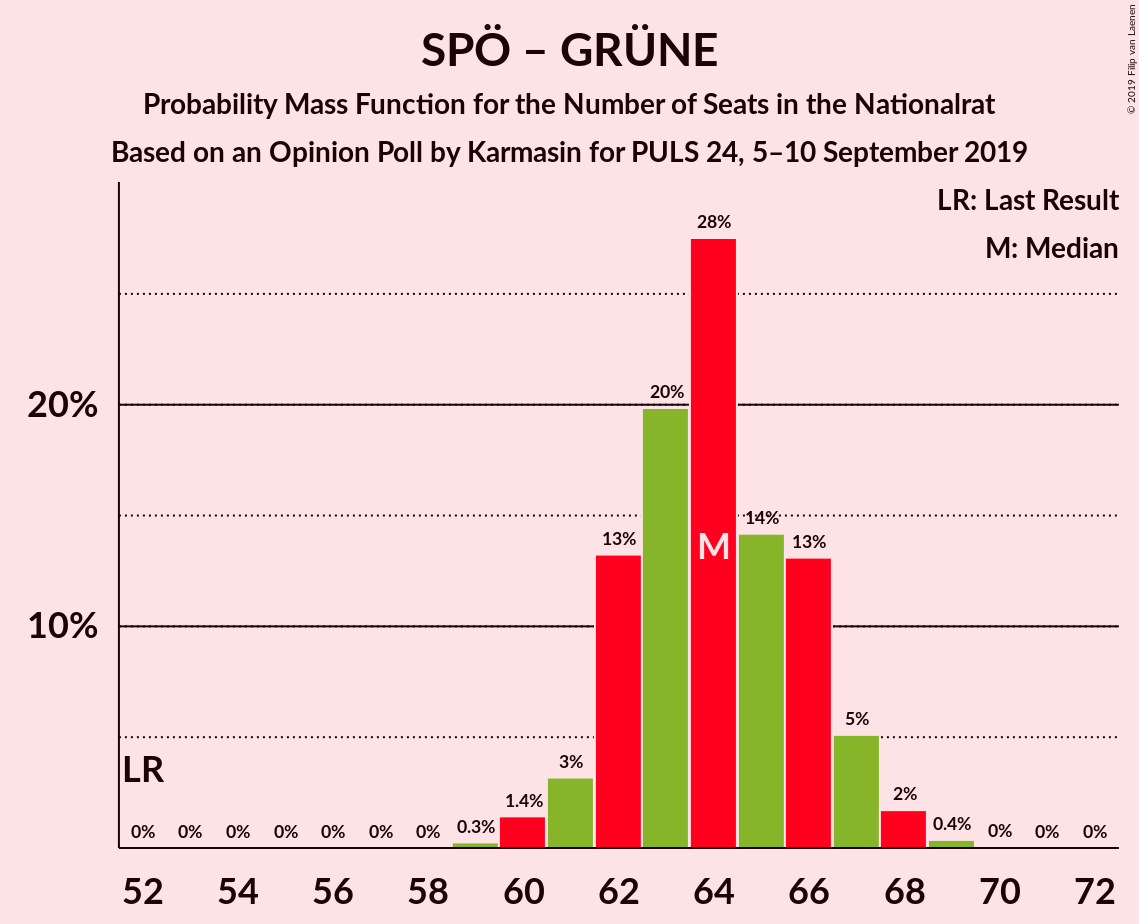 SPÖ – GRÜNE
Probability Mass Function for the Number of Seats in the Nationalrat
Based on an Opinion Poll by Karmasin for PULS 24, 5–10 September 2019
© 2019 Filip van Laenen
LR: Last Result
M: Median
28%
20%
20%
14%
13%
13%
M
10%
5%
3%
LR
2%
1.4%
0.3%
0.4%
0% 0% 0% 0% 0% 0% 0% 0% 0% 0%
52 54 56 58 60 62 64 66 68 70 72